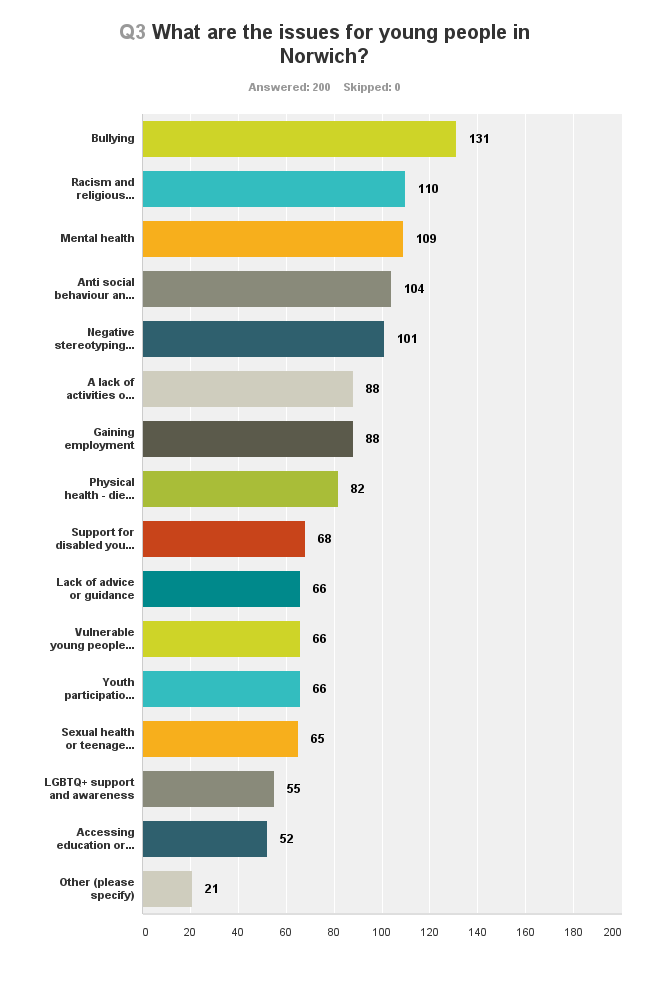 Q3 What are the issues for young people in
Norwich?
Answered: 200 Skipped: 0
Bullying 131
Racism and
religious... 110
Mental health 109
Anti social
behaviour an... 104
Negative
stereotyping... 101
A lack of
activities o... 88
Gaining
employment 88
Physical
health - die... 82
Support for
disabled you... 68
Lack of advice
or guidance 66
Vulnerable
young people... 66
Youth
participatio... 66
Sexual health
or teenage... 65
LGBTQ+ support
and awareness 55
Accessing
education or... 52
Other (please
specify) 21
0 20 40 60 80 100 120 140 160 180 200